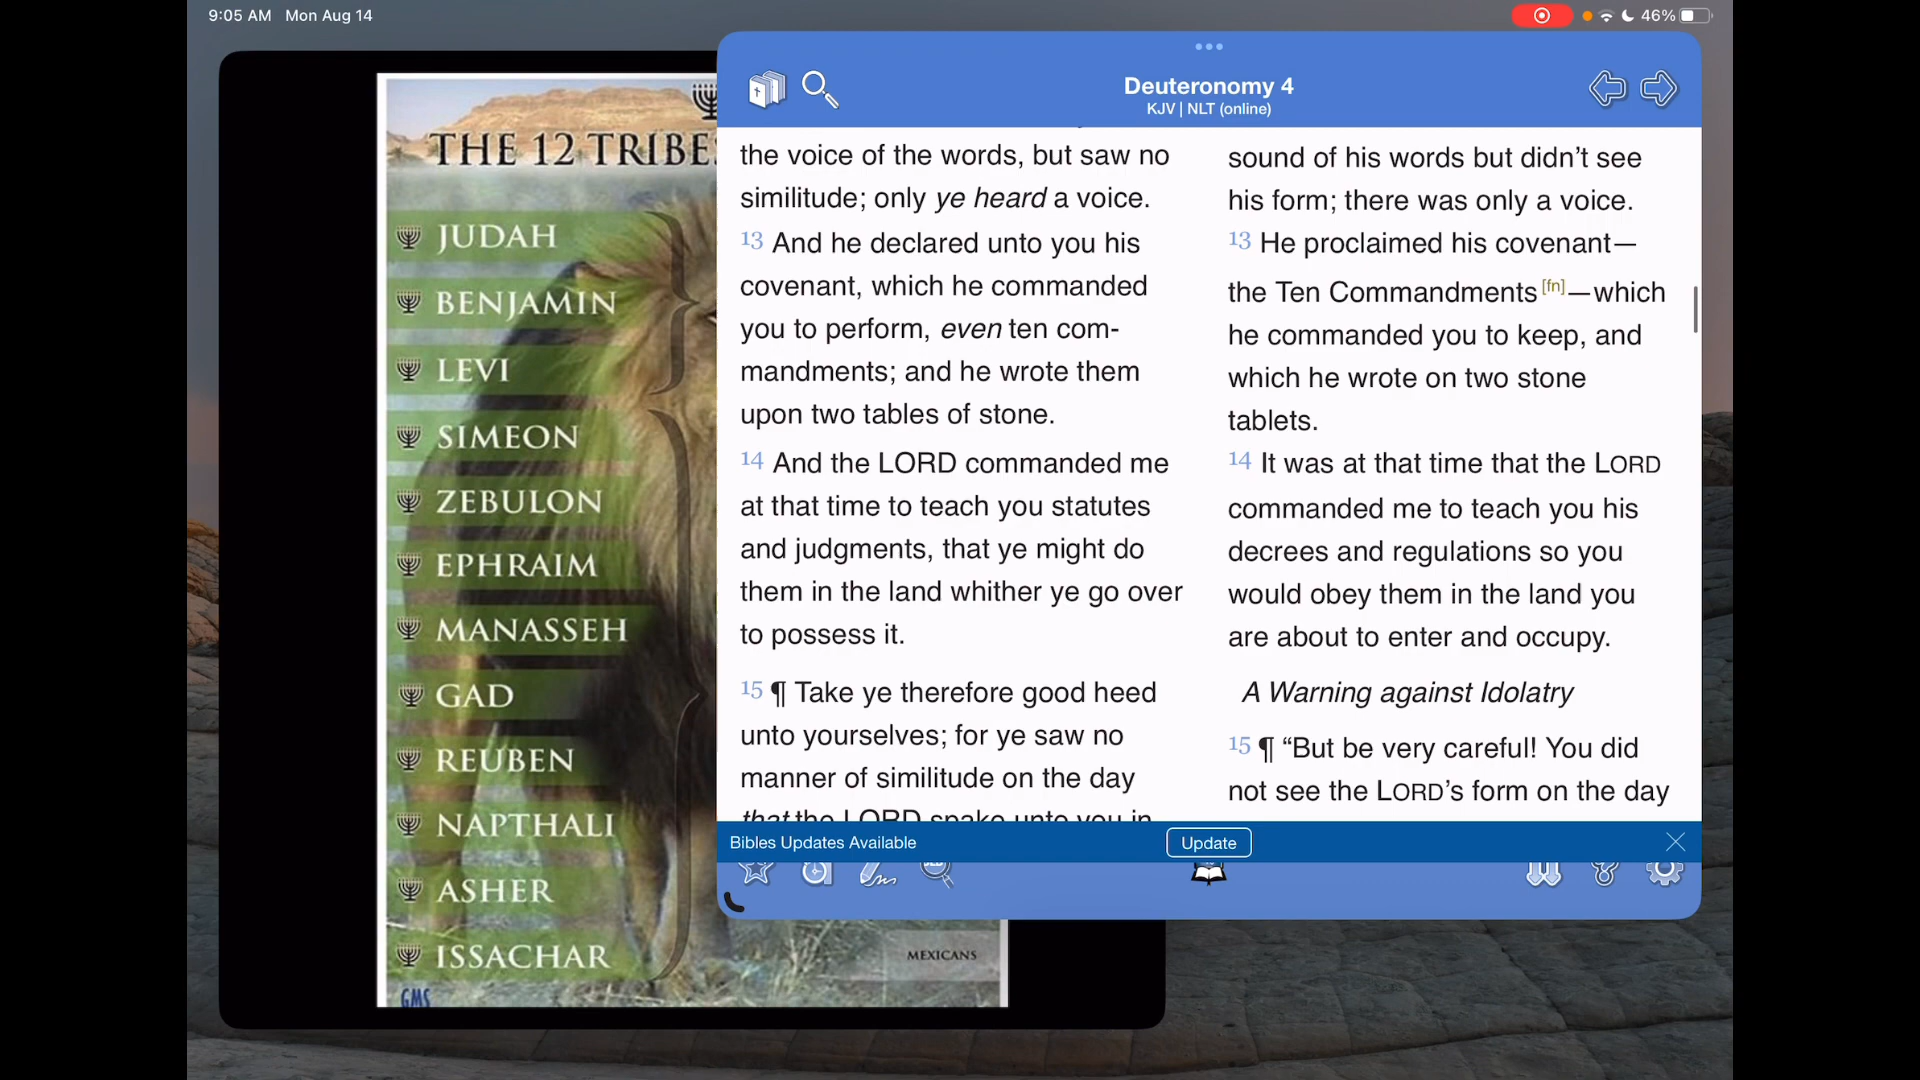 9:05 AM Mon Aug 14
46%
THE 12 TRIBE
JUDAH
BENJAMIN
LEVI
SIMEON
ZEBULON
EPHRAIM
MANASSEH
GAD
REUBEN
NAPTHALI
ASHER
ISSACHAR
MEXICANS
GMS
Deuteronomy 4
KJV | NLT (online)
the voice of the words, but saw no
similitude; only ye heard a voice.
13 And he declared unto you his
covenant, which he commanded
you to perform, even ten com-
mandments; and he wrote them
upon two tables of stone.
14 And the LORD commanded me
at that time to teach you statutes
and judgments, that ye might do
them in the land whither ye go over
to possess it.
15 ¶ Take ye therefore good heed
unto yourselves; for ye saw no
manner of similitude on the day
that the LORD spake unto you in
sound of his words but didn’t see
his form; there was only a voice.
13 He proclaimed his covenant—
the Ten Commandments [fn]—which
he commanded you to keep, and
which he wrote on two stone
tablets.
14 It was at that time that the LORD
commanded me to teach you his
decrees and regulations so you
would obey them in the land you
are about to enter and occupy.
A Warning against Idolatry
15 ¶ “But be very careful! You did
not see the LORD’s form on the day
Bibles Updates Available
Update